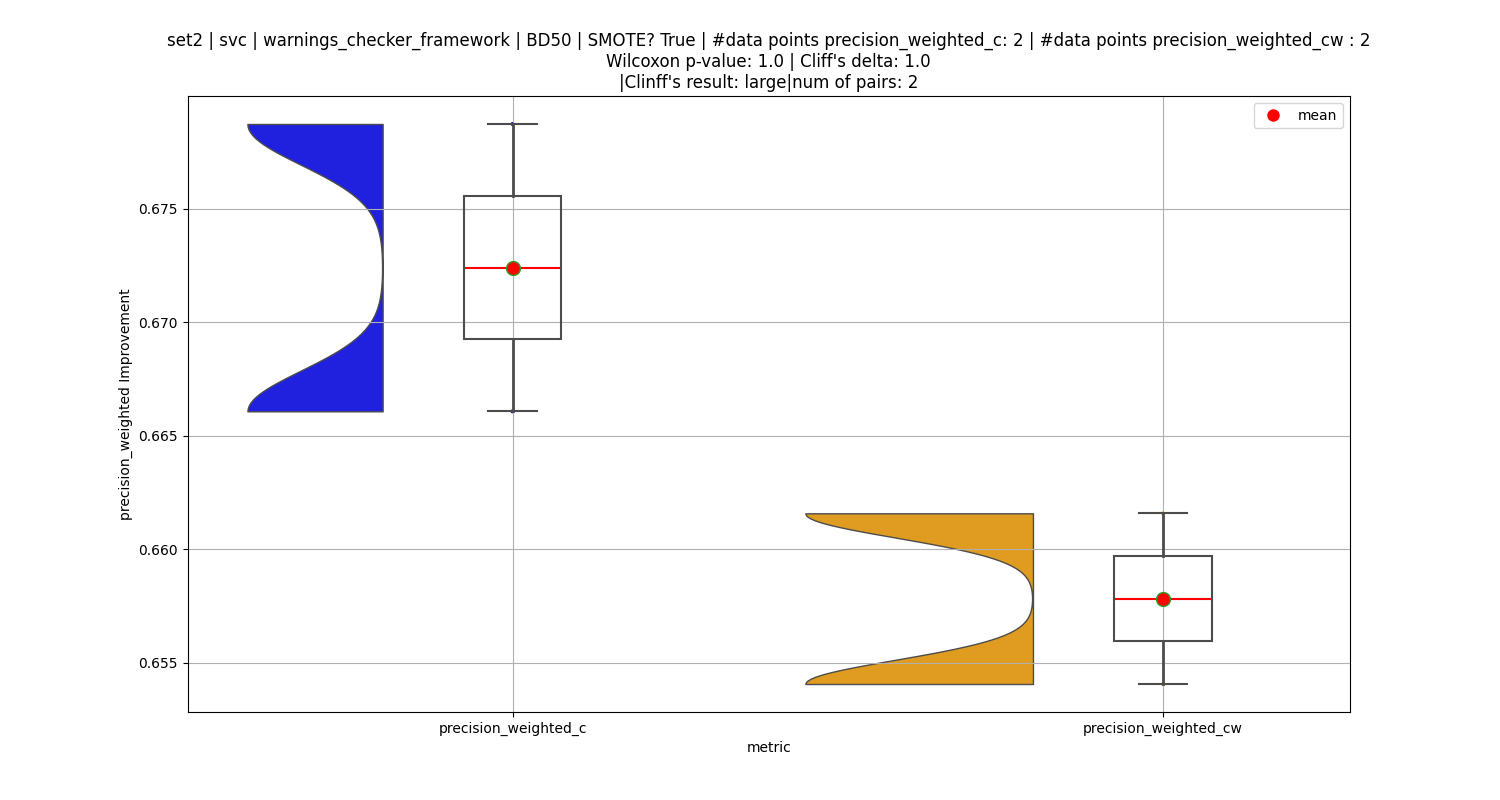 set2 | svc | warnings_checker_framework | BD50 | SMOTE? True | #data points precision_weighted_c: 2 | #data points precision_weighted_cw : 2
Wilcoxon p-value: 1.0 | Cliff's delta: 1.0
|Clinff's result: large|num of pairs: 2
mean
0.675
0.670
0.665
0.660
0.655
precision_weighted Improvement
precision_weighted_c
precision_weighted_cw
metric